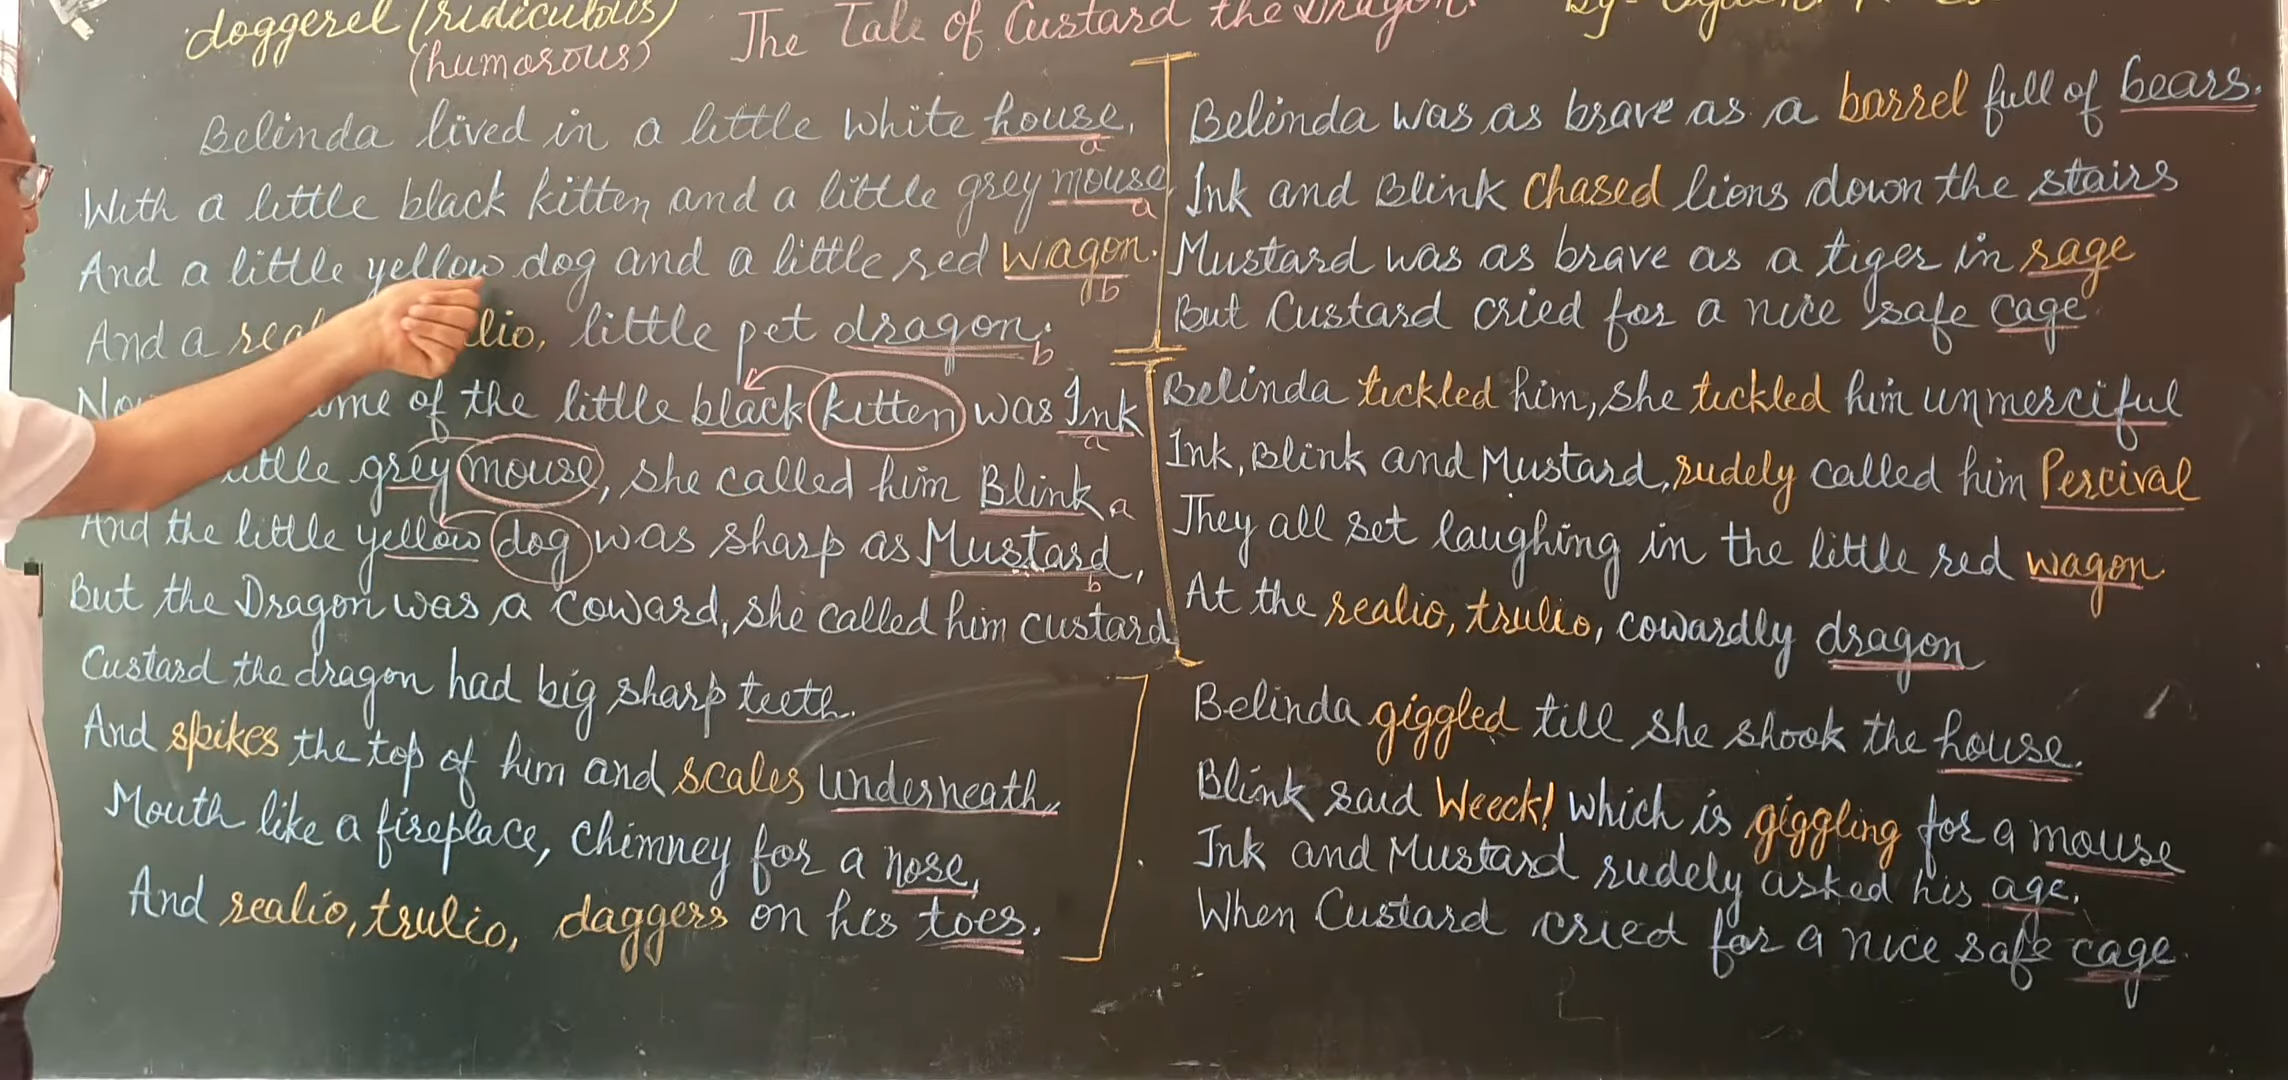 doggerel (ridiculous)
(humorous)
The Tale of Custard the Dragon.
by-
Belinda lived in a little white house,
a
With a little black kitten and a little grey mouse,
a
And a little yellow dog and a little red wagon.
b
And a lio, little pet dragon.
b
of the little black kitten was Ink
a
grey mouse, she called him Blink
a
And the little yellow dog was sharp as Mustard,
b
But the Dragon was a coward, she called him custard
Custard the dragon had big sharp teeth.
And spikes the top of him and scales underneath,
Mouth like a fireplace, chimney for a nose,
And realio, trulio, daggers on his toes.
Belinda was as brave as a barrel full of bears.
Ink and Blink chased lions down the stairs
Mustard was as brave as a tiger in rage
But Custard cried for a nice safe cage.
Belinda tickled him, she tickled him unmerciful
Ink, Blink and Mustard, rudely called him Percival
They all set laughing in the little red wagon
At the realio, trulio, cowardly dragon
Belinda giggled till she shook the house.
Blink said Weeck! which is giggling for a mouse
Ink and Mustard rudely asked his age.
When Custard cried for a nice safe cage.